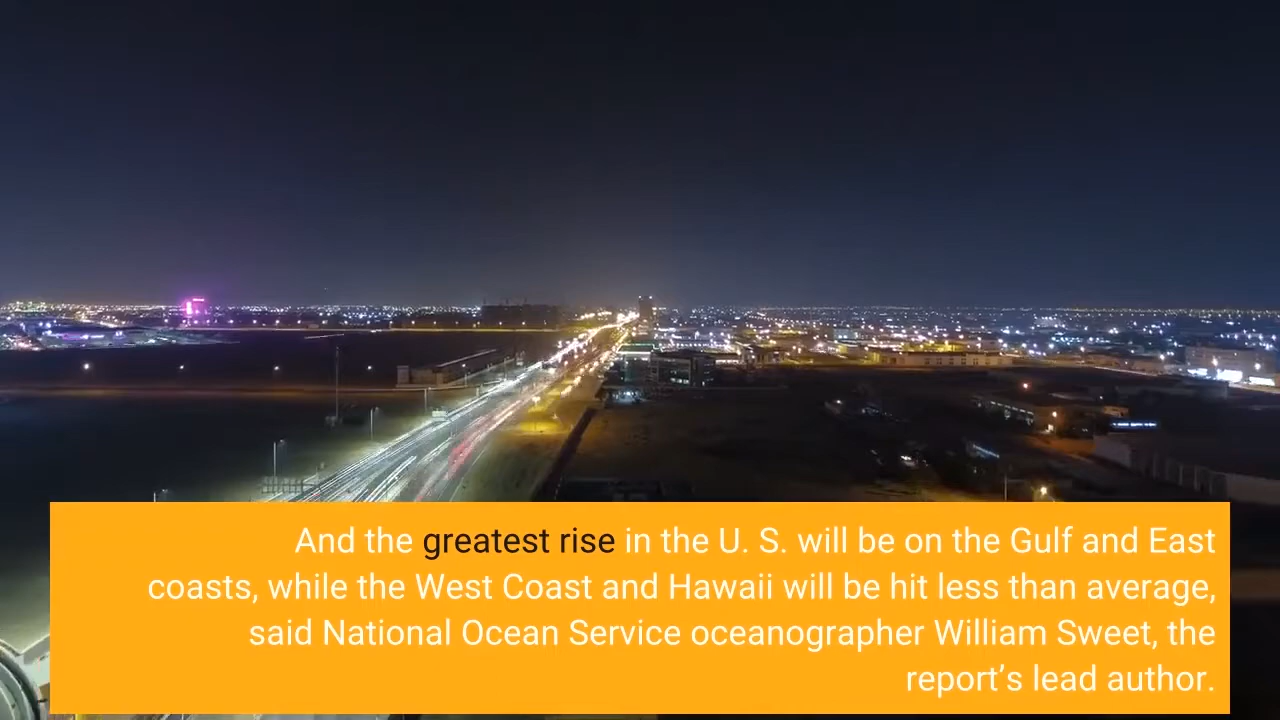 And the greatest rise in the U. S. will be on the Gulf and East
coasts, while the West Coast and Hawaii will be hit less than average,
said National Ocean Service oceanographer William Sweet, the
report’s lead author.